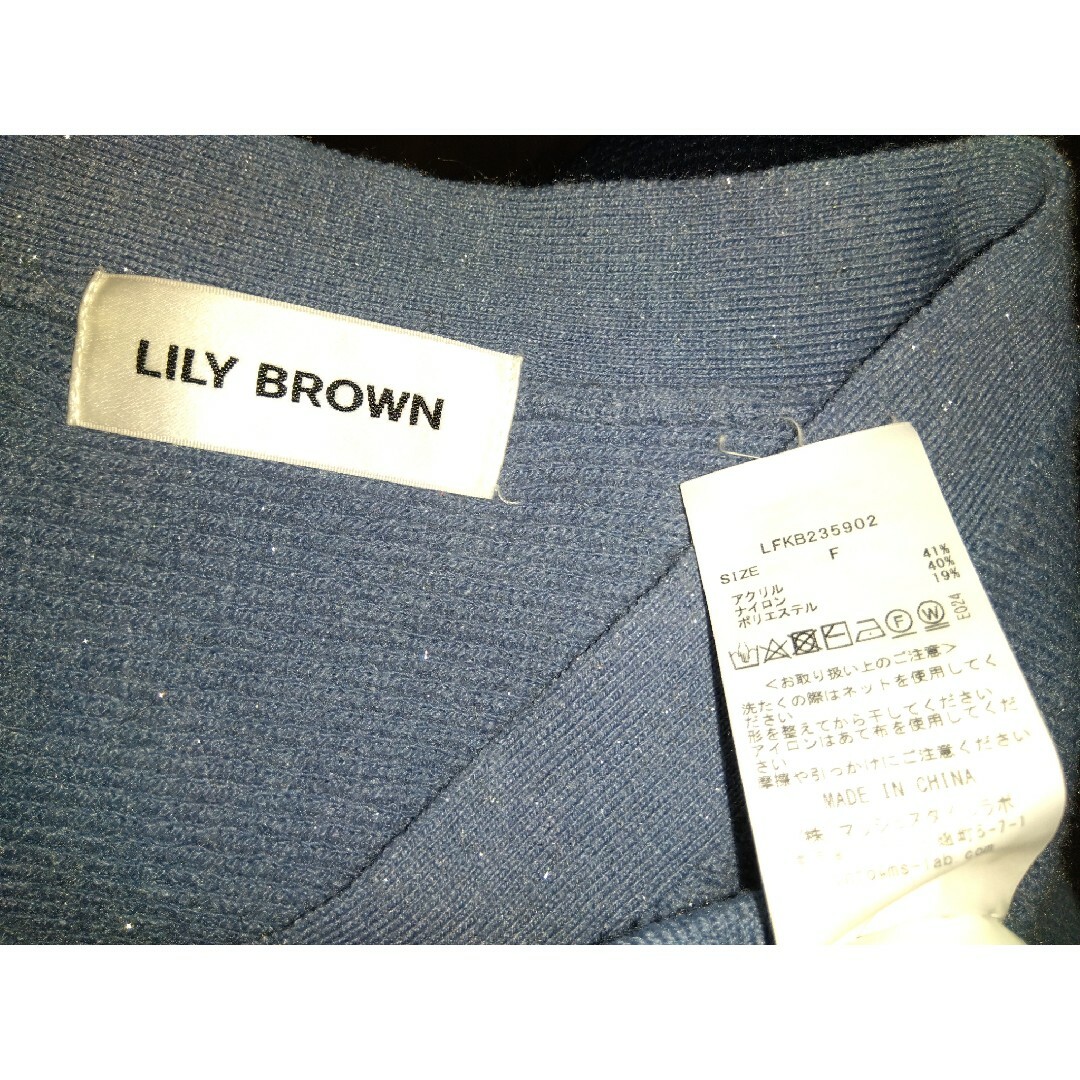 LILY BROWN
LFKB235902
SIZE F
アクリル 41%
ナイロン 40%
ポリエステル 19%
F W E024
<お取り扱い上のご注意>
洗たくの際はネットを使用してく
ださい
形を整えてから干してください
アイロンはあて布を使用してくだ
さい
摩擦や引っかけにご注意ください
MADE IN CHINA
町5-7-1